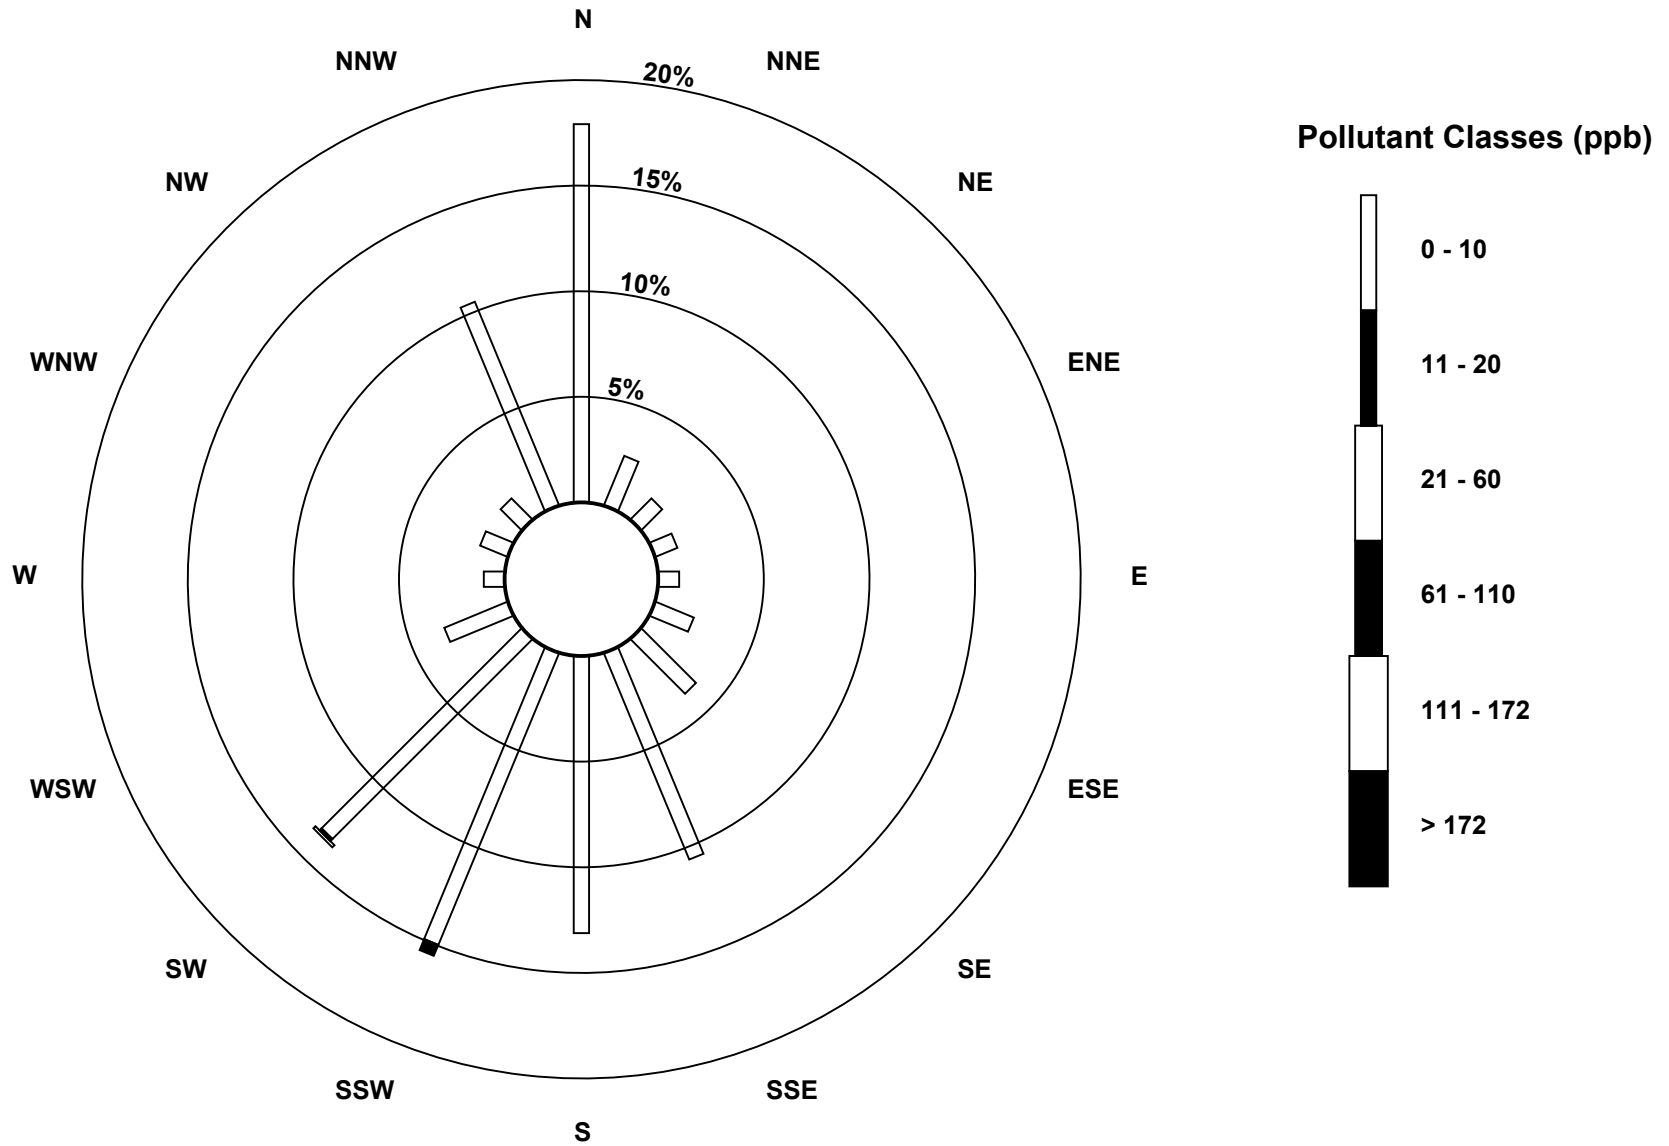 N
NNW
NNE
20%
Pollutant Classes (ppb)
NW
15%
NE
0 - 10
10%
WNW
ENE
11 - 20
5%
21 - 60
W
E
61 - 110
111 - 172
WSW
ESE
> 172
SW
SE
SSW
SSE
S